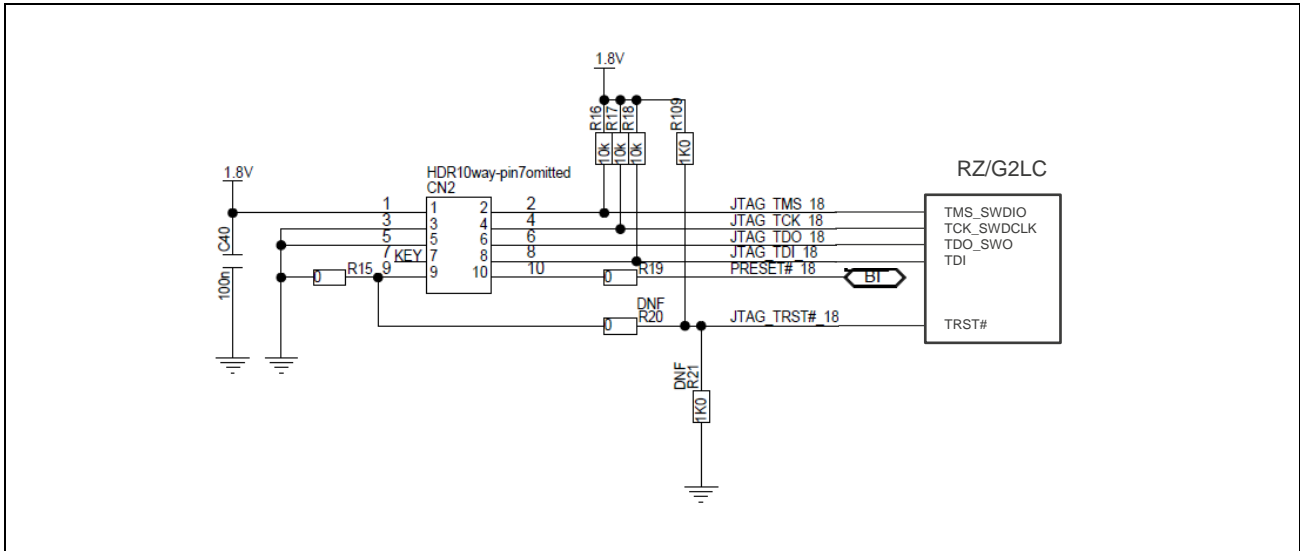 1.8V
R16
R17
R18
R109
10k
10k
10k
1K0
RZ/G2LC
1.8V
HDR10way-pin7omitted
CN2
1 1 2 2 JTAG_TMS_18 TMS_SWDIO
3 3 4 4 JTAG_TCK_18 TCK_SWDCLK
5 5 6 6 JTAG_TDO_18 TDO_SWO
7 KEY 7 8 8 JTAG_TDI_18 TDI
0 R15 9 9 10 10 0 R19 PRESET#_18 BT
C40
100n
DNF
0 R20 JTAG_TRST#_18 TRST#
DNF
R21
1K0